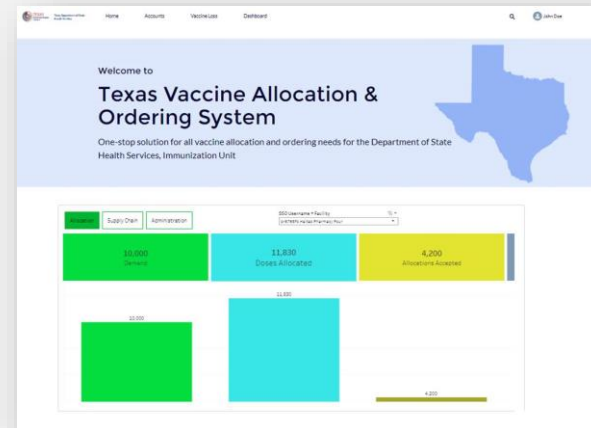 Texas
Home
Accounts
Vaccine Loss
Dashboard
John Doe
Welcome to
Texas Vaccine Allocation &
Ordering System
One-stop solution for all vaccine allocation and ordering needs for the Department of State
Health Services, Immunization Unit
Allocation
Supply Chain
Administration
10,000
Demand
11,830
Doses Allocated
4,200
Allocations Accepted
10,000
11,830
4,200